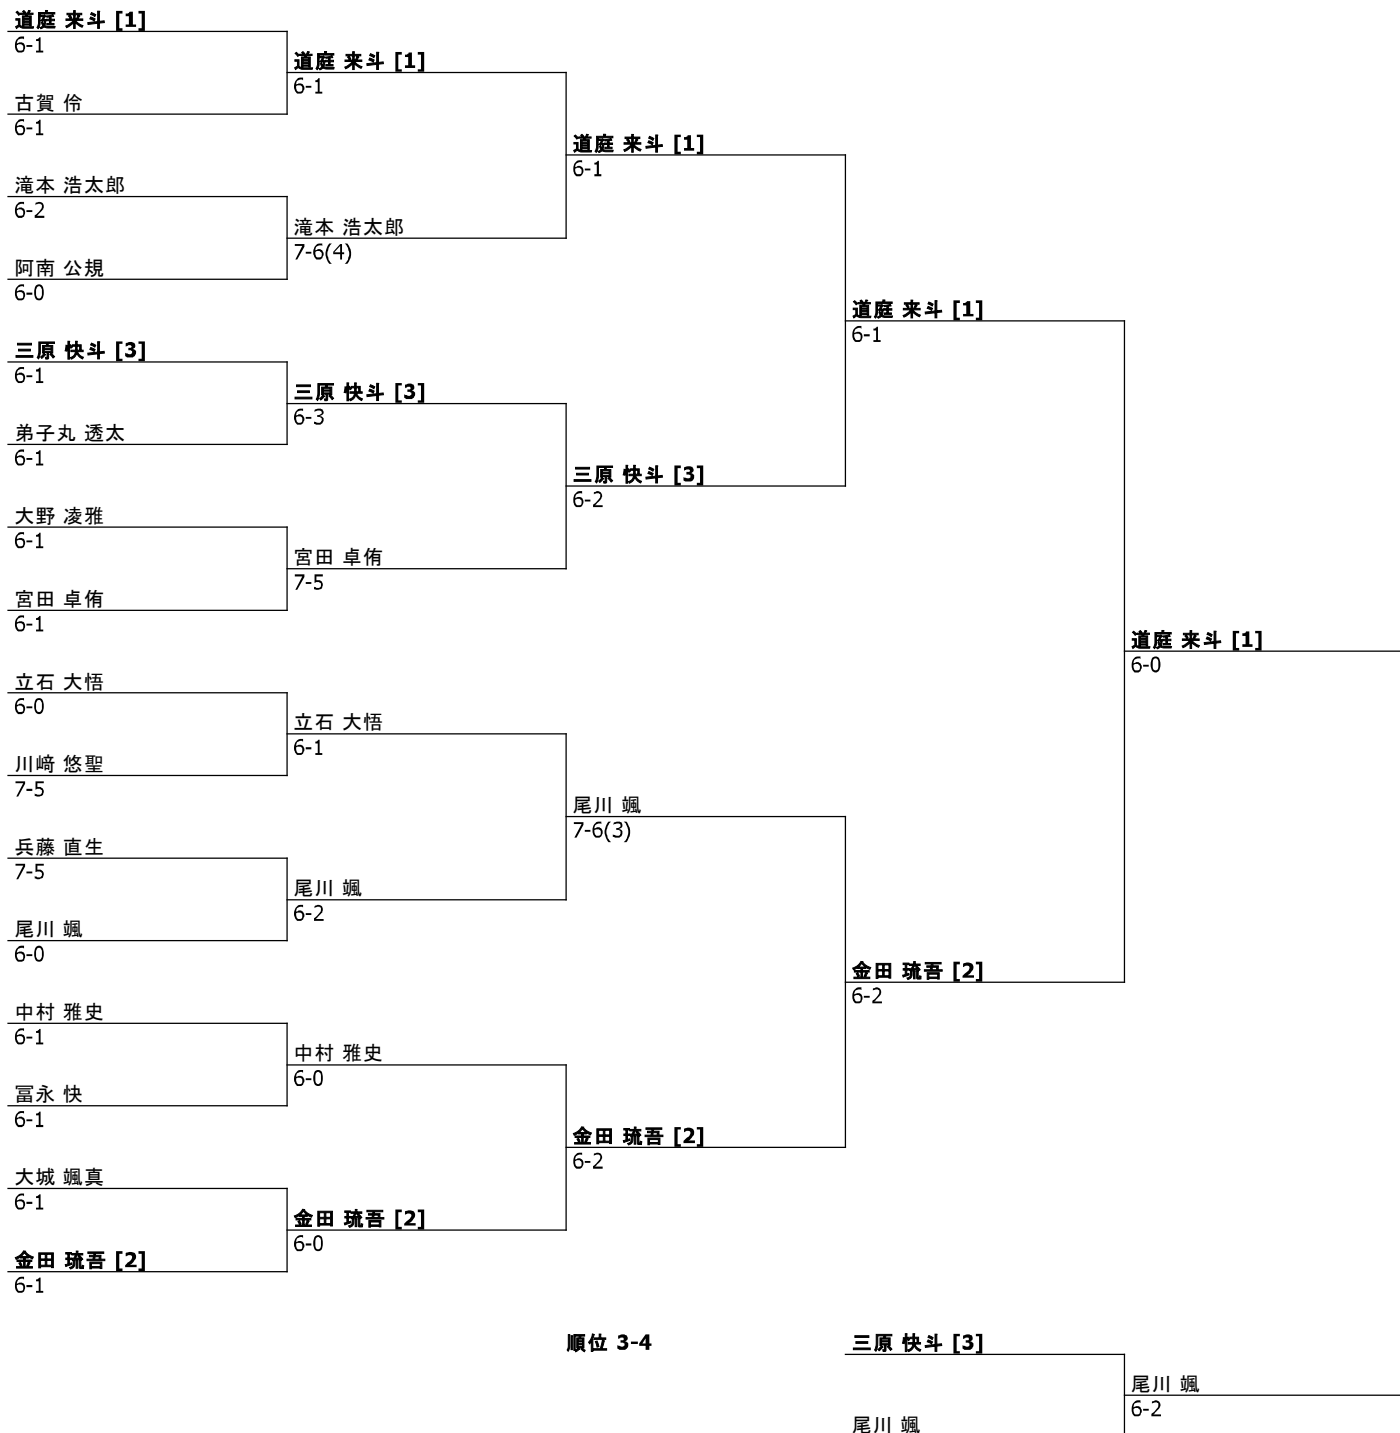 道庭 来斗 [1]
6-1
古賀 伶
6-1
滝本 浩太郎
6-2
阿南 公規
6-0
三原 快斗 [3]
6-1
弟子丸 透太
6-1
大野 凌雅
6-1
宮田 卓侑
6-1
立石 大悟
6-0
川﨑 悠聖
7-5
兵藤 直生
7-5
尾川 颯
6-0
中村 雅史
6-1
冨永 快
6-1
大城 颯真
6-1
金田 琉吾 [2]
6-1
道庭 来斗 [1]
6-1
滝本 浩太郎
7-6(4)
三原 快斗 [3]
6-3
宮田 卓侑
7-5
立石 大悟
6-1
尾川 颯
6-2
中村 雅史
6-0
金田 琉吾 [2]
6-0
道庭 来斗 [1]
6-1
三原 快斗 [3]
6-2
尾川 颯
7-6(3)
金田 琉吾 [2]
6-2
道庭 来斗 [1]
6-1
金田 琉吾 [2]
6-2
道庭 来斗 [1]
6-0
順位 3-4
三原 快斗 [3]
尾川 颯
尾川 颯
6-2